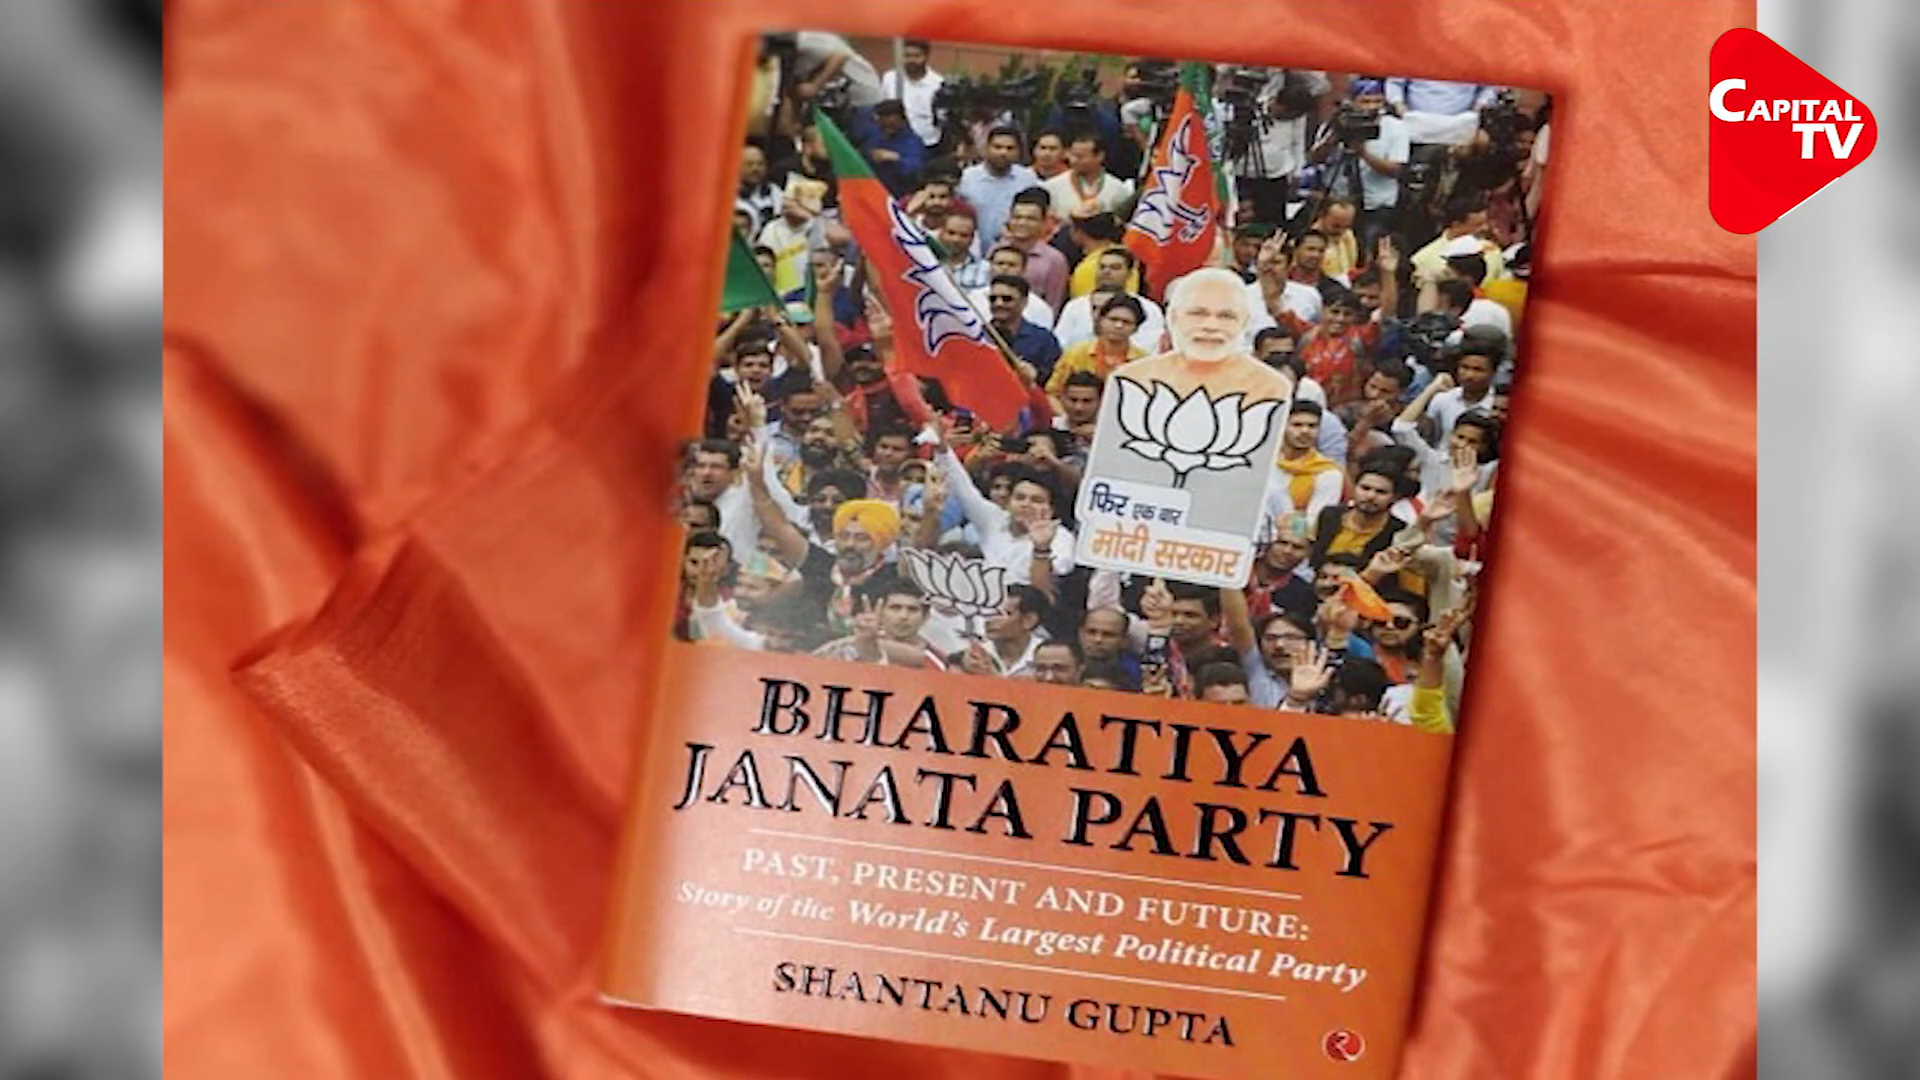 CAPITAL
TV
फिर एक बार
मोदी सरकार
BHARATIYA
JANATA PARTY
PAST, PRESENT AND FUTURE:
Story of the World's Largest Political Party
SHANTANU GUPTA